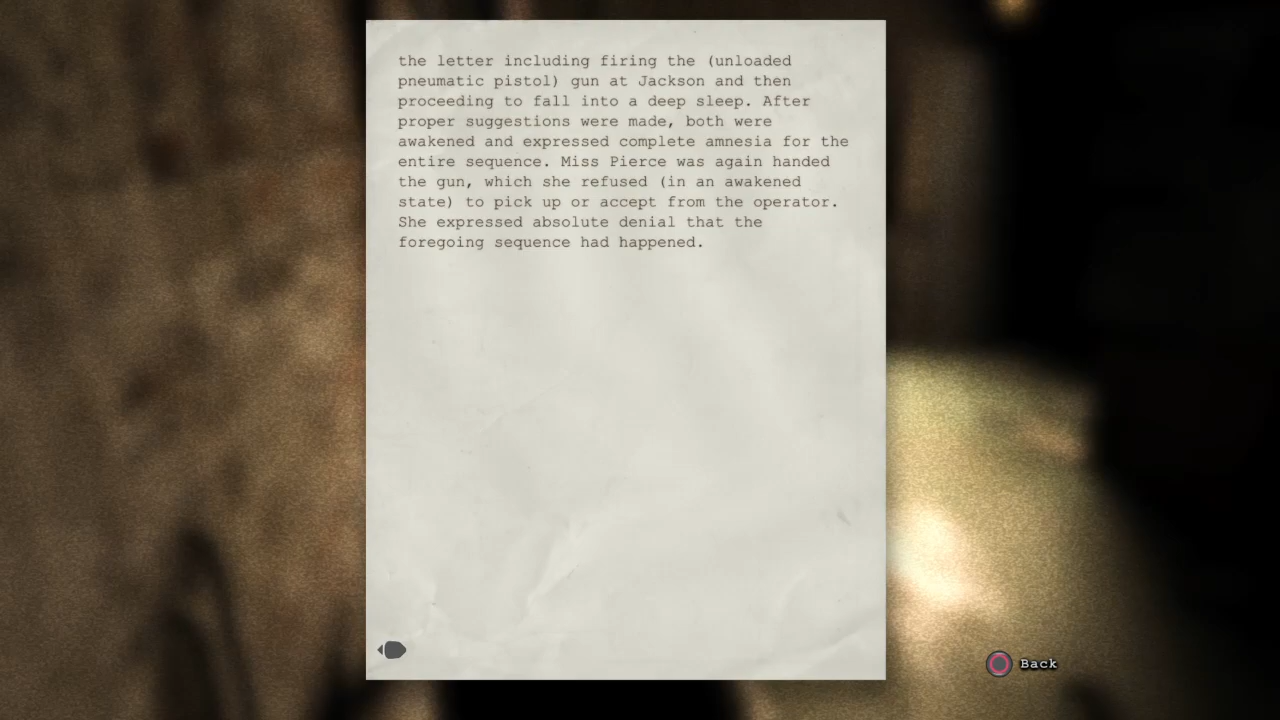 the letter including firing the (unloaded
pneumatic pistol) gun at Jackson and then
proceeding to fall into a deep sleep. After
proper suggestions were made, both were
awakened and expressed complete amnesia for the
entire sequence. Miss Pierce was again handed
the gun, which she refused (in an awakened
state) to pick up or accept from the operator.
She expressed absolute denial that the
foregoing sequence had happened.
Back